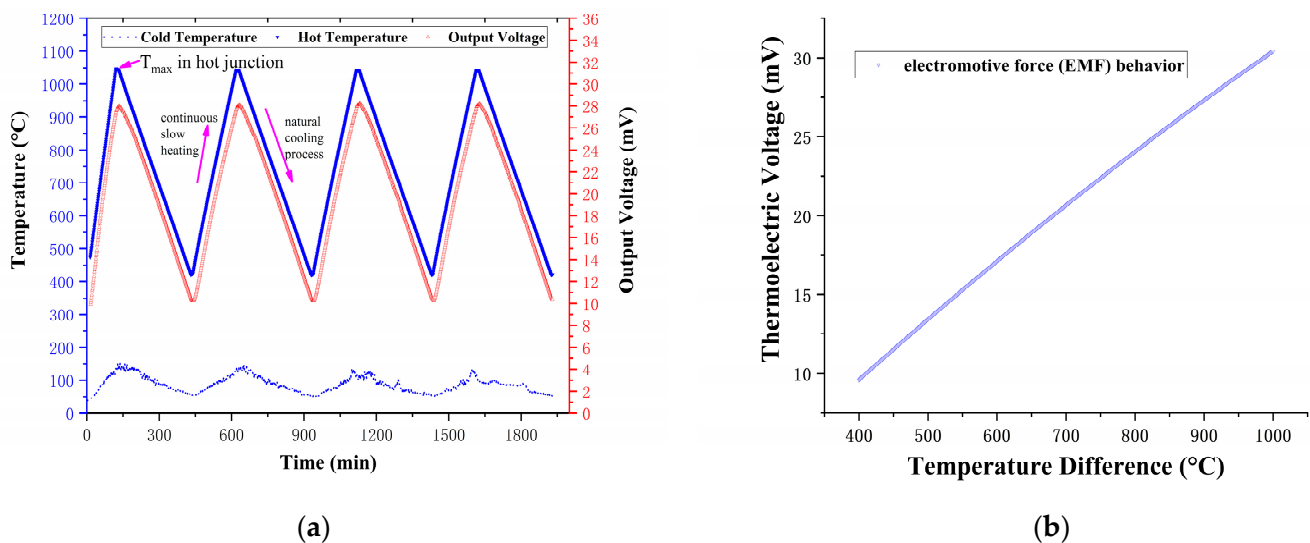 (a)
1200
1100
1000
900
800
700
600
500
400
300
200
100
0
Temperature (°C)
Cold Temperature
Hot Temperature
Output Voltage
Tmax in hot junction
continuous
slow
heating
natural
cooling
process
36
34
32
30
28
26
24
22
20
18
16
14
12
10
8
6
4
2
0
Output Voltage (mV)
0 300 600 900 1200 1500 1800
Time (min)
(b)
electromotive force (EMF) behavior
30
25
20
15
10
Thermoelectric Voltage (mV)
400 500 600 700 800 900 1000
Temperature Difference (°C)